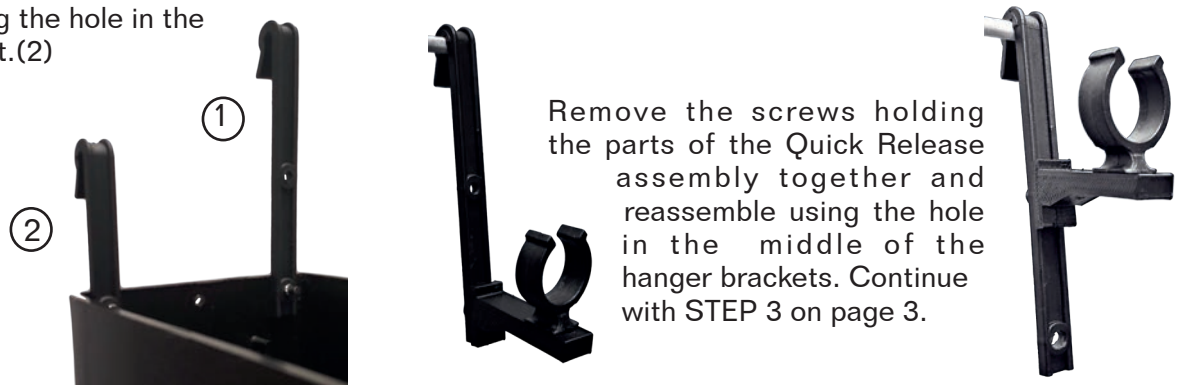 g the hole in the
t.(2)
1
2
Remove the screws holding
the parts of the Quick Release
assembly together and
reassemble using the hole
in the middle of the
hanger brackets. Continue
with STEP 3 on page 3.